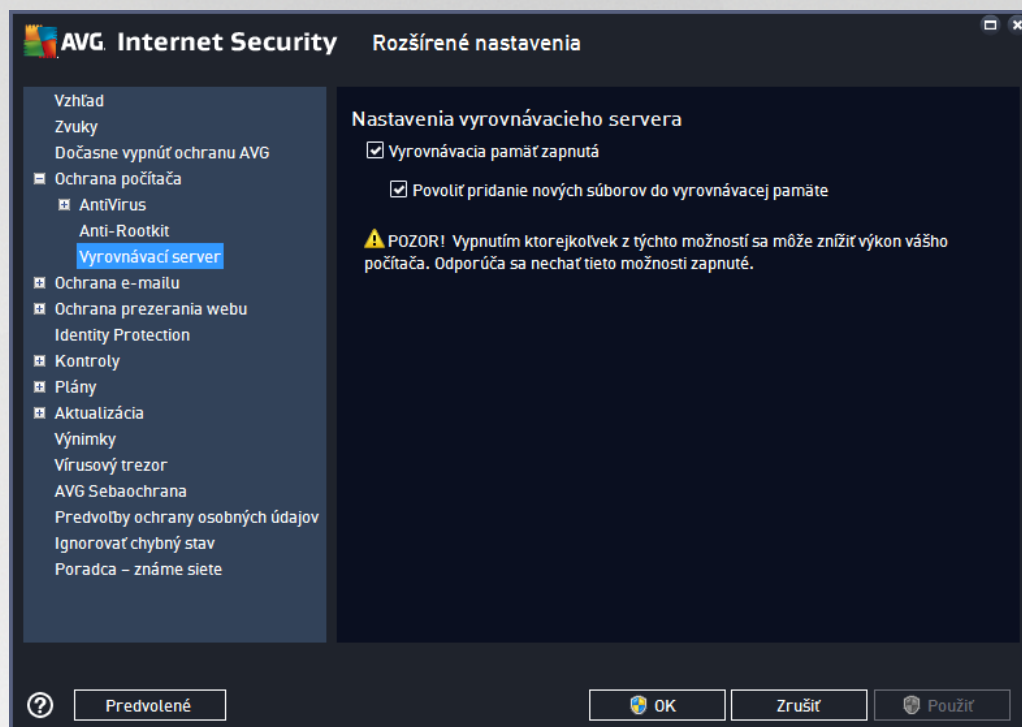 AVG Internet Security
Rozšírené nastavenia
Vzhľad
Zvuky
Dočasne vypnúť ochranu AVG
Ochrana počítača
AntiVirus
Anti-Rootkit
Vyrovnávací server
Ochrana e-mailu
Ochrana prezerania webu
Identity Protection
Kontroly
Plány
Aktualizácia
Výnimky
Vírusový trezor
AVG Sebaochrana
Predvoľby ochrany osobných údajov
Ignorovať chybný stav
Poradca – známe siete
Nastavenia vyrovnávacieho servera
Vyrovnávacia pamäť zapnutá
Povoliť pridanie nových súborov do vyrovnávacej pamäte
POZOR! Vypnutím ktorejkoľvek z týchto možností sa môže znížiť výkon vášho
počítača. Odporúča sa nechať tieto možnosti zapnuté.
Predvolené
OK
Zrušiť
Použiť